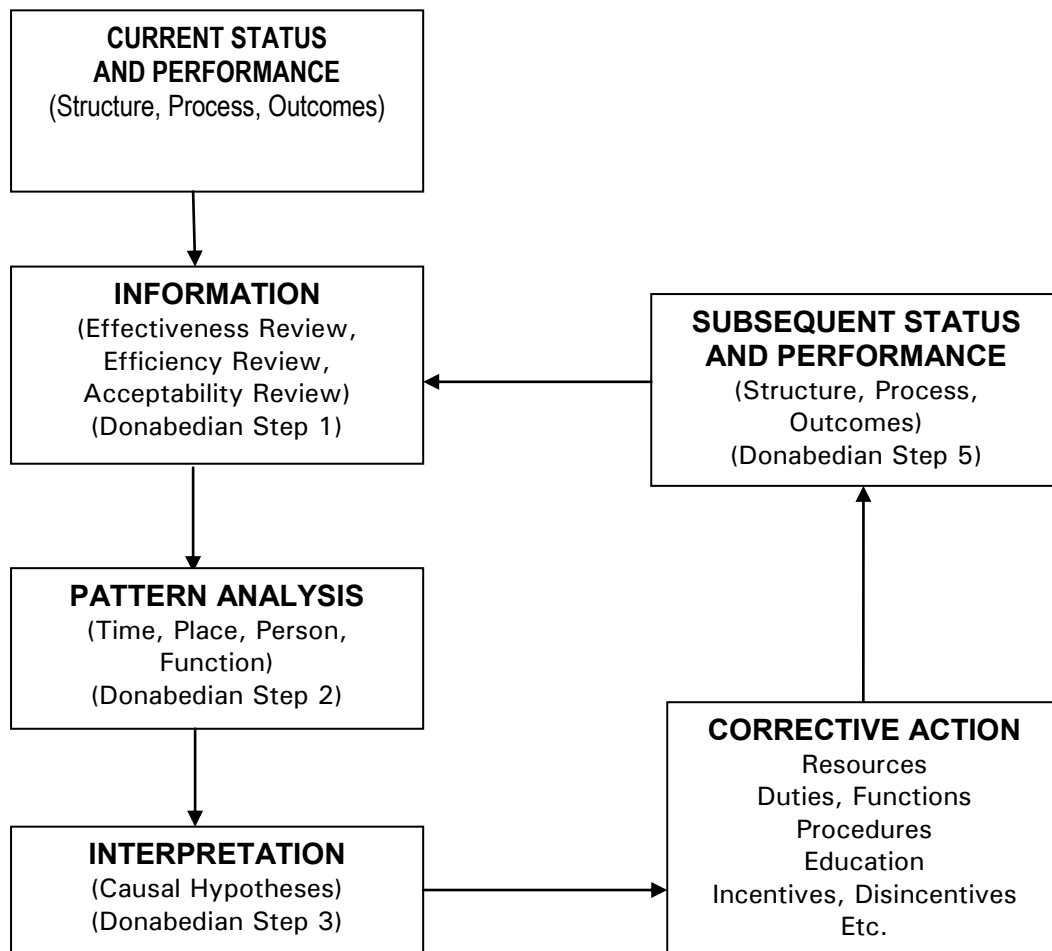 CURRENT STATUS
AND PERFORMANCE
(Structure, Process, Outcomes)
INFORMATION
(Effectiveness Review,
Efficiency Review,
Acceptability Review)
(Donabedian Step 1)
SUBSEQUENT STATUS
AND PERFORMANCE
(Structure, Process,
Outcomes)
(Donabedian Step 5)
PATTERN ANALYSIS
(Time, Place, Person,
Function)
(Donabedian Step 2)
INTERPRETATION
(Causal Hypotheses)
(Donabedian Step 3)
CORRECTIVE ACTION
Resources
Duties, Functions
Procedures
Education
Incentives, Disincentives
Etc.